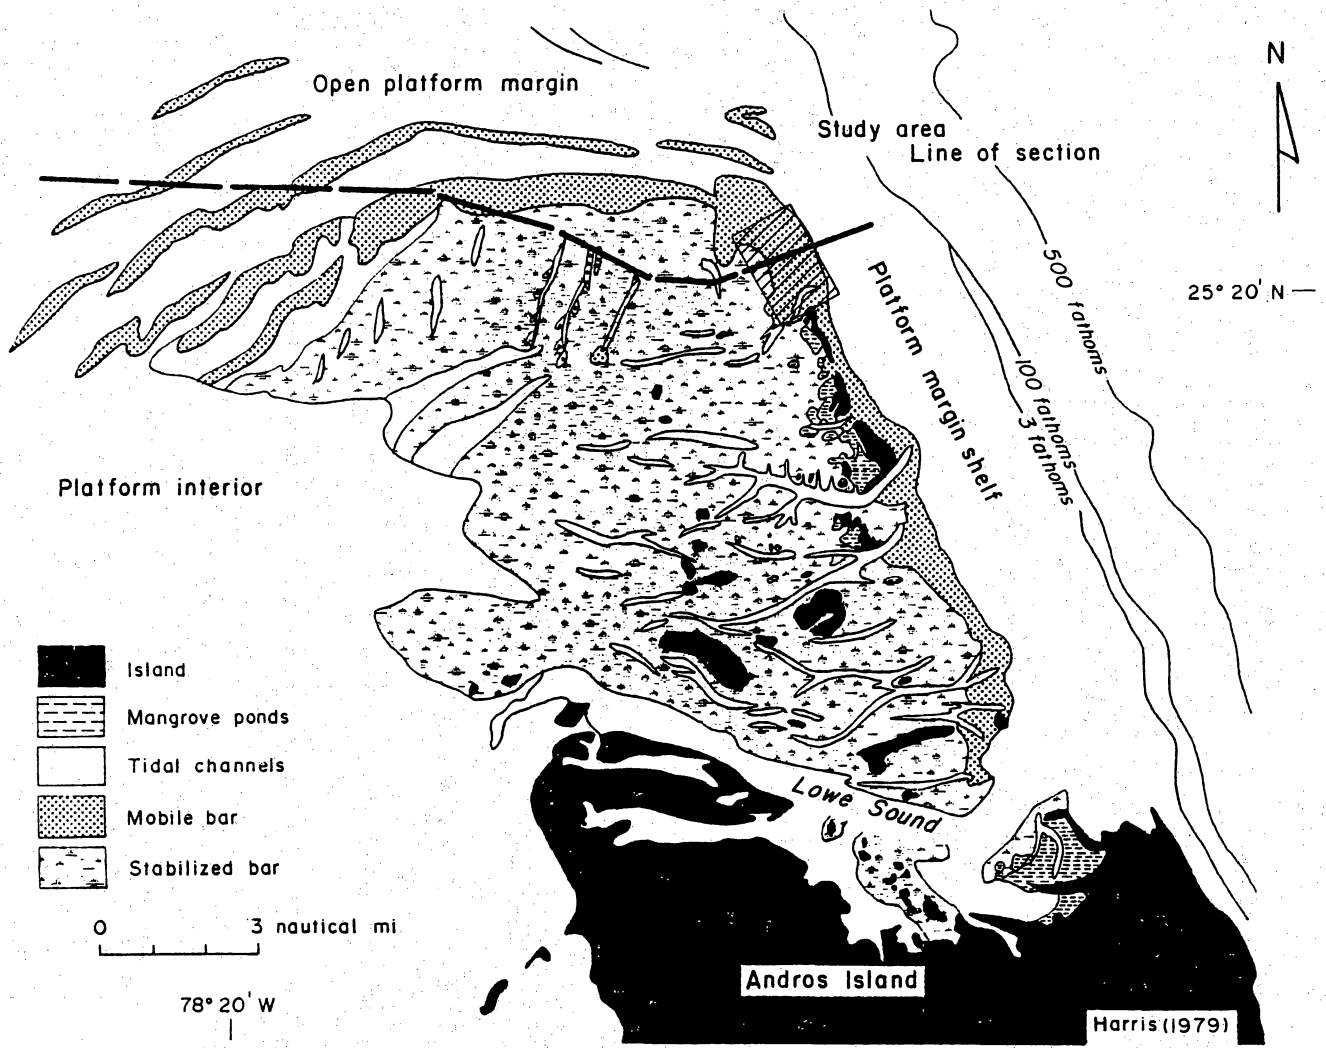 Open platform margin
N
Study area
Line of section
500 fathoms
25° 20' N
Platform margin shelf
100 fathoms
3 fathoms
Platform interior
Island
Mangrove ponds
Tidal channels
Mobile bar
Stabilized bar
Lowe Sound
0 3 nautical mi
Andros Island
78° 20' W
Harris (1979)